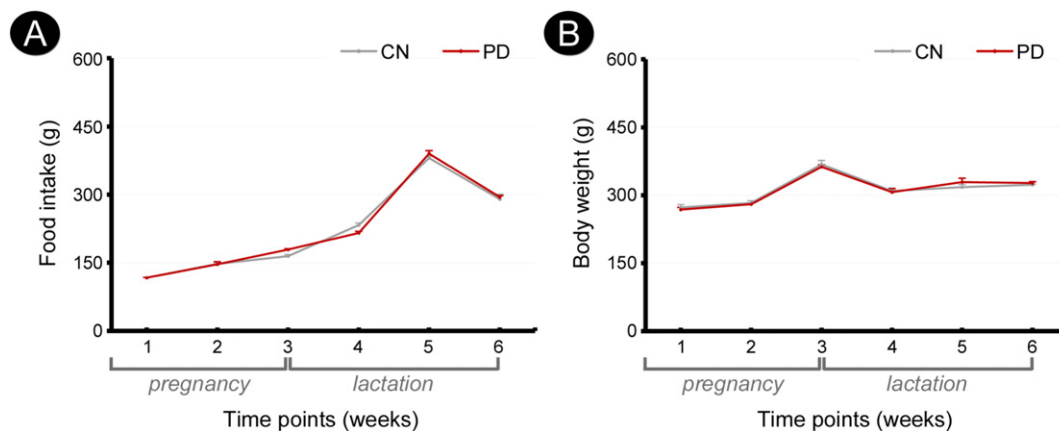 A
CN PD
600
450
300
150
0
Food intake (g)
1 2 3 4 5 6
pregnancy lactation
Time points (weeks)
B
CN PD
600
450
300
150
0
Body weight (g)
1 2 3 4 5 6
pregnancy lactation
Time points (weeks)